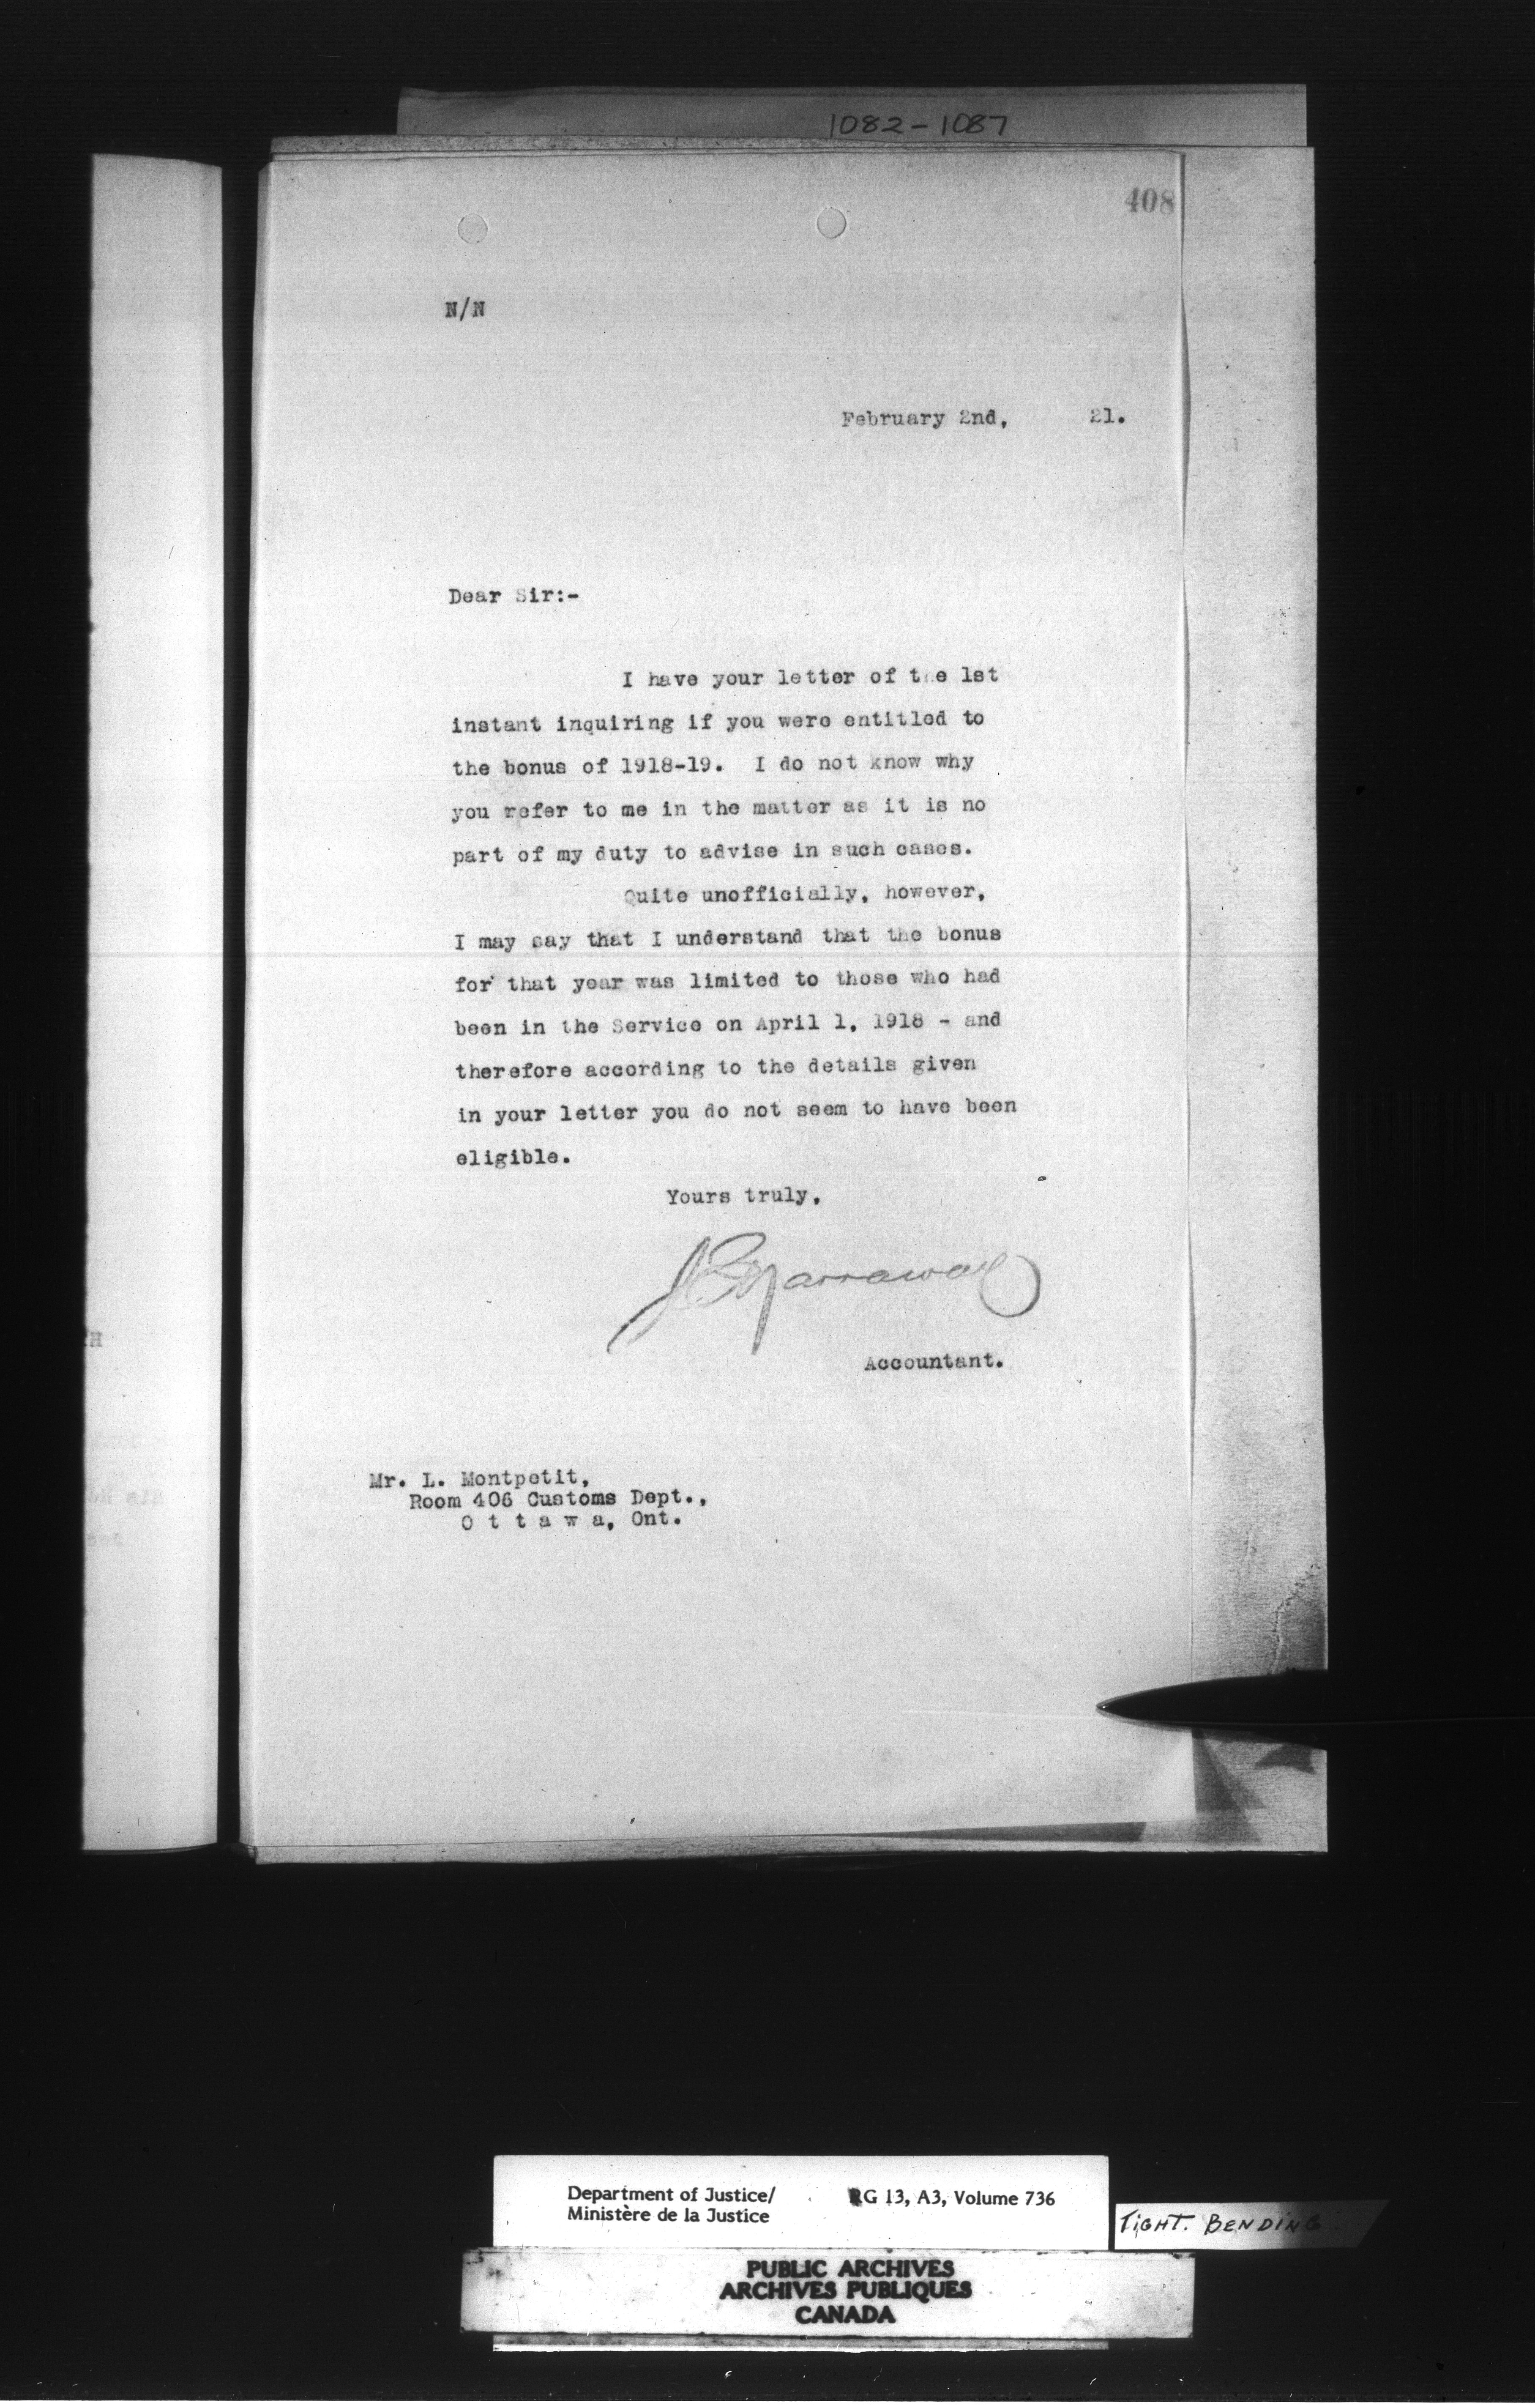 1082-1087
408
N/N
February 2nd, 21.
Dear Sir:-
I have your letter of the 1st
instant inquiring if you were entitled to
the bonus of 1918-19. I do not know why
you refer to me in the matter as it is no
part of my duty to advise in such cases.
Quite unofficially, however,
I may say that I understand that the bonus
for that year was limited to those who had
been in the Service on April 1, 1918 - and
therefore according to the details given
in your letter you do not seem to have been
eligible.
Yours truly,
Accountant.
Mr. L. Montpetit,
Room 406 Customs Dept.,
O t t a w a, Ont.
Department of Justice/ RG 13, A3, Volume 736
Ministère de la Justice
TIGHT. BENDING
PUBLIC ARCHIVES
ARCHIVES PUBLIQUES
CANADA